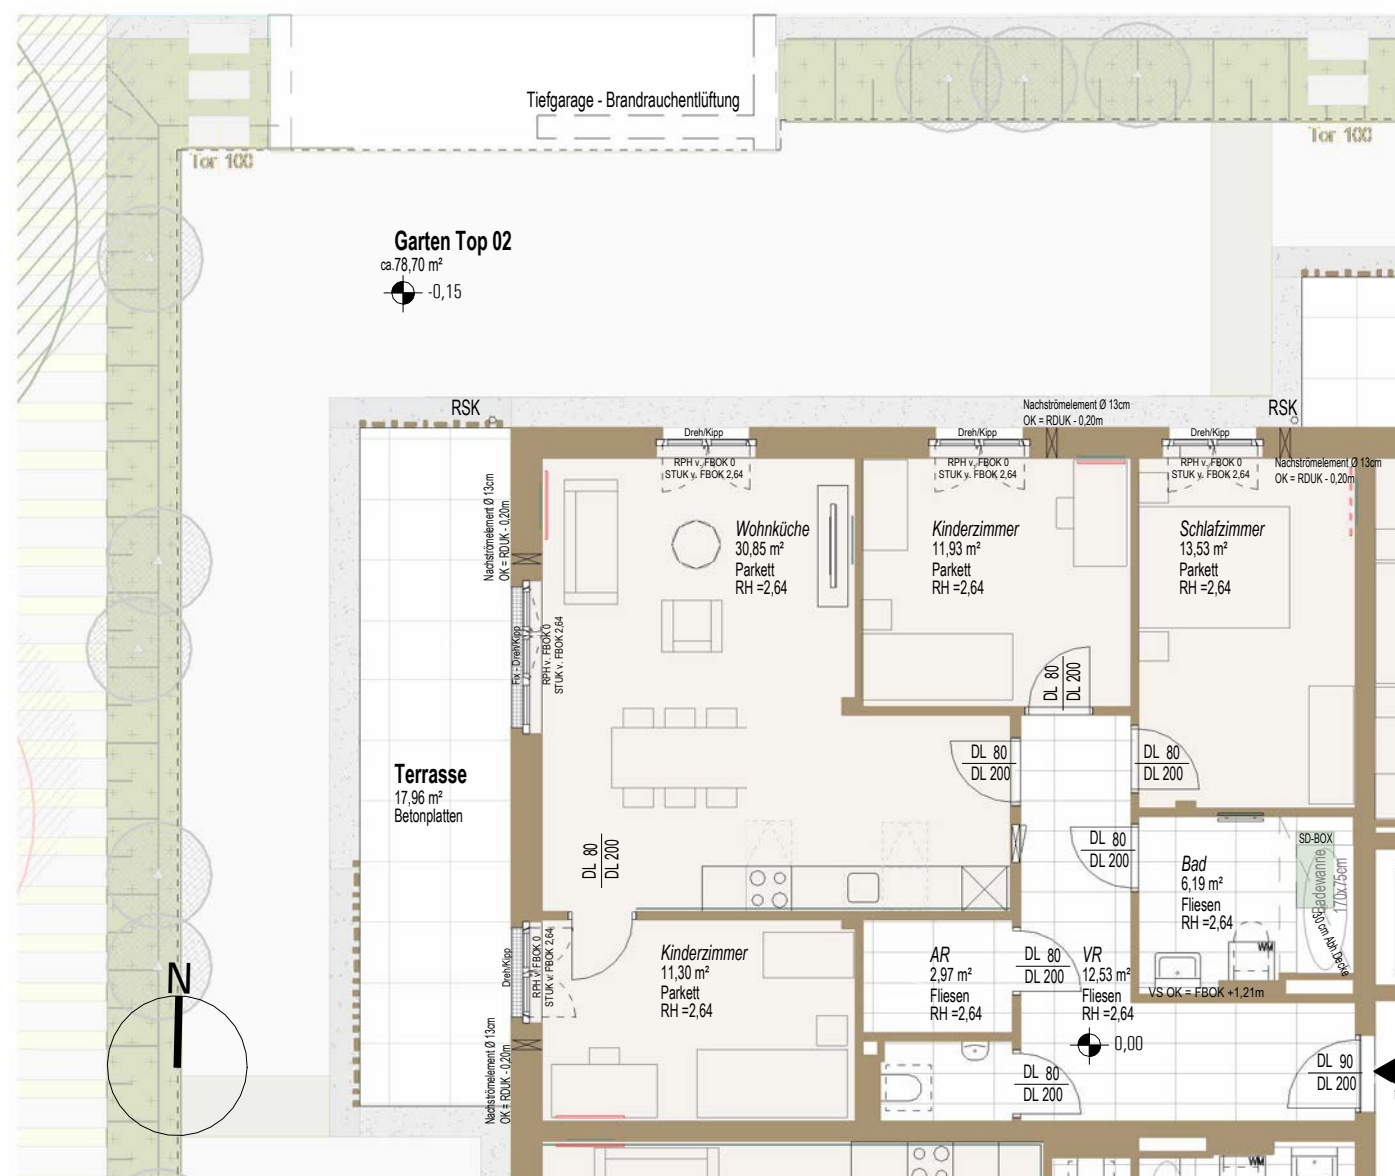 Tiefgarage - Brandrauchentlüftung
Tor 100
Tor 100
Garten Top 02
ca.78,70 m²
-0,15
RSK
Nachströmelement Ø 13cm
OK = RDUK - 0,20m
RSK
Dreh/Kipp
RPH v. FBOK 0
STUK v. FBOK 2,64
Dreh/Kipp
RPH v. FBOK 0
STUK v. FBOK 2,64
Dreh/Kipp
RPH v. FBOK 0
STUK v. FBOK 2,64
Nachströmelement Ø 13cm
OK = RDUK - 0,20m
Nachströmelement Ø 13cm
OK = RDUK - 0,20m
Wohnküche
30,85 m²
Parkett
RH =2,64
Kinderzimmer
11,93 m²
Parkett
RH =2,64
Schlafzimmer
13,53 m²
Parkett
RH =2,64
Fix - Dreh/Kipp
RPH v. FBOK 0
STUK v. FBOK 2,64
DL 80
DL 200
DL 80
DL 200
DL 80
DL 200
Terrasse
17,96 m²
Betonplatten
DL 80
DL 200
DL 80
DL 200
Bad
6,19 m²
Fliesen
RH =2,64
SD-BOX
Badewanne
170x75cm
40 cm Abh.Decke
WM
VS OK = FBOK +1,21m
Dreh/Kipp
RPH v. FBOK 0
STUK v. FBOK 2,64
Kinderzimmer
11,30 m²
Parkett
RH =2,64
AR
2,97 m²
Fliesen
RH =2,64
DL 80
DL 200
VR
12,53 m²
Fliesen
RH =2,64
0,00
N
Nachströmelement Ø 13cm
OK = RDUK - 0,20m
DL 80
DL 200
DL 90
DL 200
WM